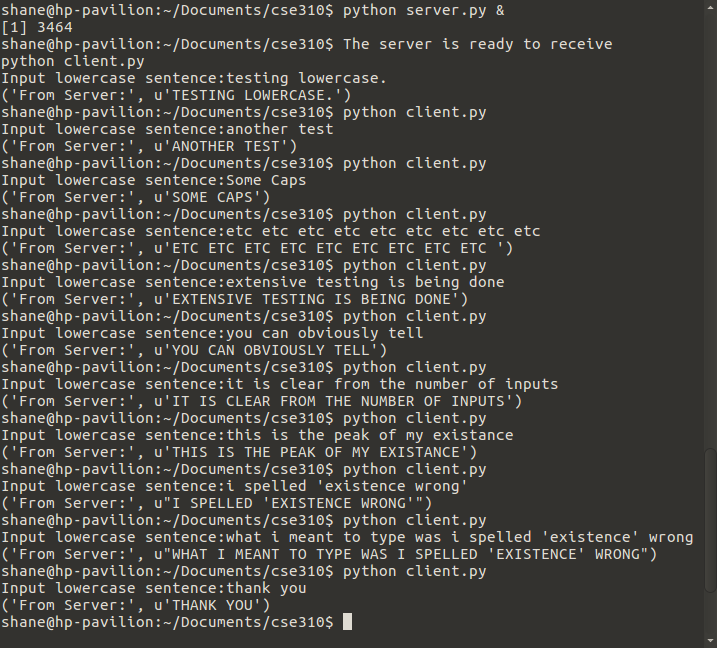 shane@hp-pavilion:~/Documents/cse310$ python server.py &
[1] 3464
shane@hp-pavilion:~/Documents/cse310$ The server is ready to receive
python client.py
Input lowercase sentence:testing lowercase.
('From Server:', u'TESTING LOWERCASE.')
shane@hp-pavilion:~/Documents/cse310$ python client.py
Input lowercase sentence:another test
('From Server:', u'ANOTHER TEST')
shane@hp-pavilion:~/Documents/cse310$ python client.py
Input lowercase sentence:Some Caps
('From Server:', u'SOME CAPS')
shane@hp-pavilion:~/Documents/cse310$ python client.py
Input lowercase sentence:etc etc etc etc etc etc etc etc etc
('From Server:', u'ETC ETC ETC ETC ETC ETC ETC ETC ETC ')
shane@hp-pavilion:~/Documents/cse310$ python client.py
Input lowercase sentence:extensive testing is being done
('From Server:', u'EXTENSIVE TESTING IS BEING DONE')
shane@hp-pavilion:~/Documents/cse310$ python client.py
Input lowercase sentence:you can obviously tell
('From Server:', u'YOU CAN OBVIOUSLY TELL')
shane@hp-pavilion:~/Documents/cse310$ python client.py
Input lowercase sentence:it is clear from the number of inputs
('From Server:', u'IT IS CLEAR FROM THE NUMBER OF INPUTS')
shane@hp-pavilion:~/Documents/cse310$ python client.py
Input lowercase sentence:this is the peak of my existance
('From Server:', u'THIS IS THE PEAK OF MY EXISTANCE')
shane@hp-pavilion:~/Documents/cse310$ python client.py
Input lowercase sentence:i spelled 'existence wrong'
('From Server:', u"I SPELLED 'EXISTENCE WRONG'")
shane@hp-pavilion:~/Documents/cse310$ python client.py
Input lowercase sentence:what i meant to type was i spelled 'existence' wrong
('From Server:', u"WHAT I MEANT TO TYPE WAS I SPELLED 'EXISTENCE' WRONG")
shane@hp-pavilion:~/Documents/cse310$ python client.py
Input lowercase sentence:thank you
('From Server:', u'THANK YOU')
shane@hp-pavilion:~/Documents/cse310$